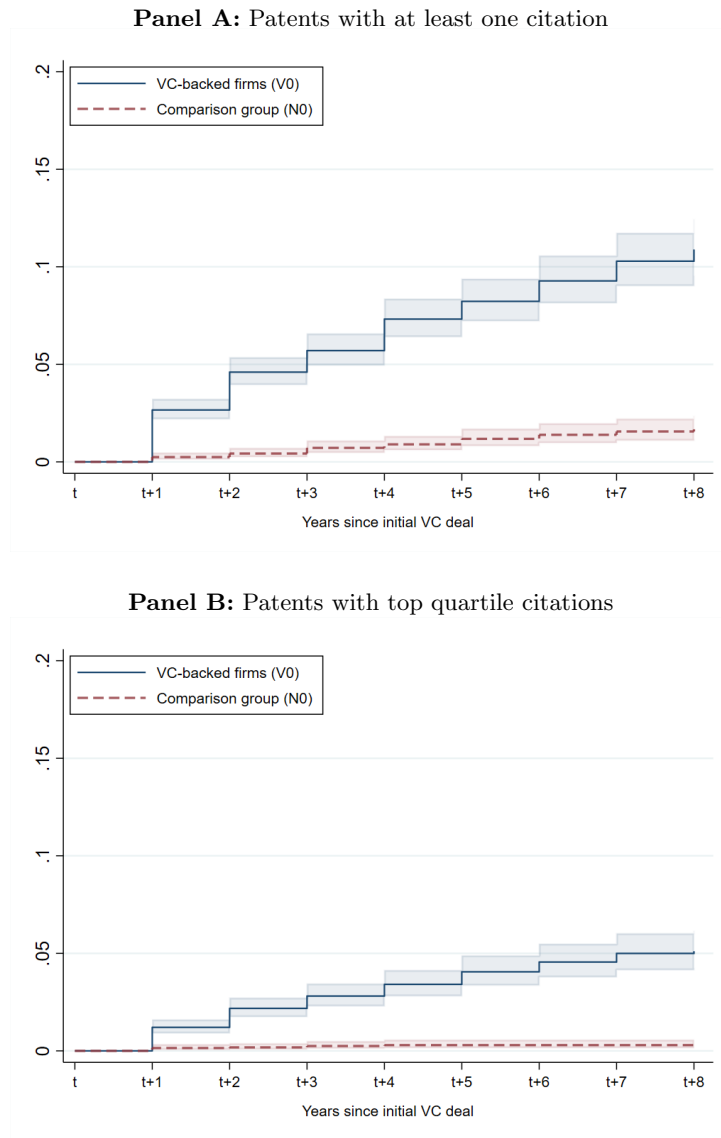 Panel A: Patents with at least one citation
VC-backed firms (V0)
Comparison group (N0)
.2
.15
.1
.05
0
t t+1 t+2 t+3 t+4 t+5 t+6 t+7 t+8
Years since initial VC deal
Panel B: Patents with top quartile citations
VC-backed firms (V0)
Comparison group (N0)
.2
.15
.1
.05
0
t t+1 t+2 t+3 t+4 t+5 t+6 t+7 t+8
Years since initial VC deal